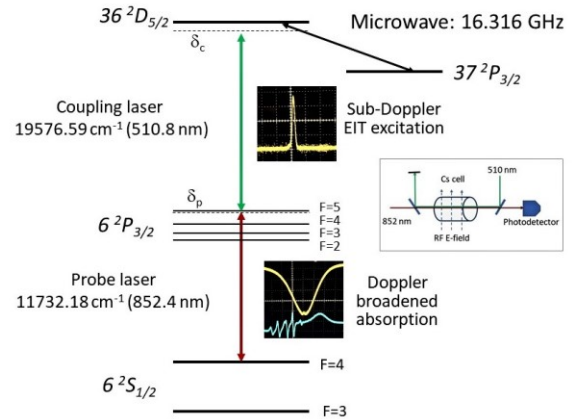 36 ²D₅/₂
Microwave: 16.316 GHz
δc
37 ²P₃/₂
Coupling laser
19576.59 cm⁻¹ (510.8 nm)
Sub-Doppler
EIT excitation
δp
F=5
F=4
F=3
F=2
6 ²P₃/₂
510 nm
Cs cell
852 nm
Photodetector
RF E-field
Probe laser
11732.18 cm⁻¹ (852.4 nm)
Doppler
broadened
absorption
F=4
6 ²S₁/₂
F=3